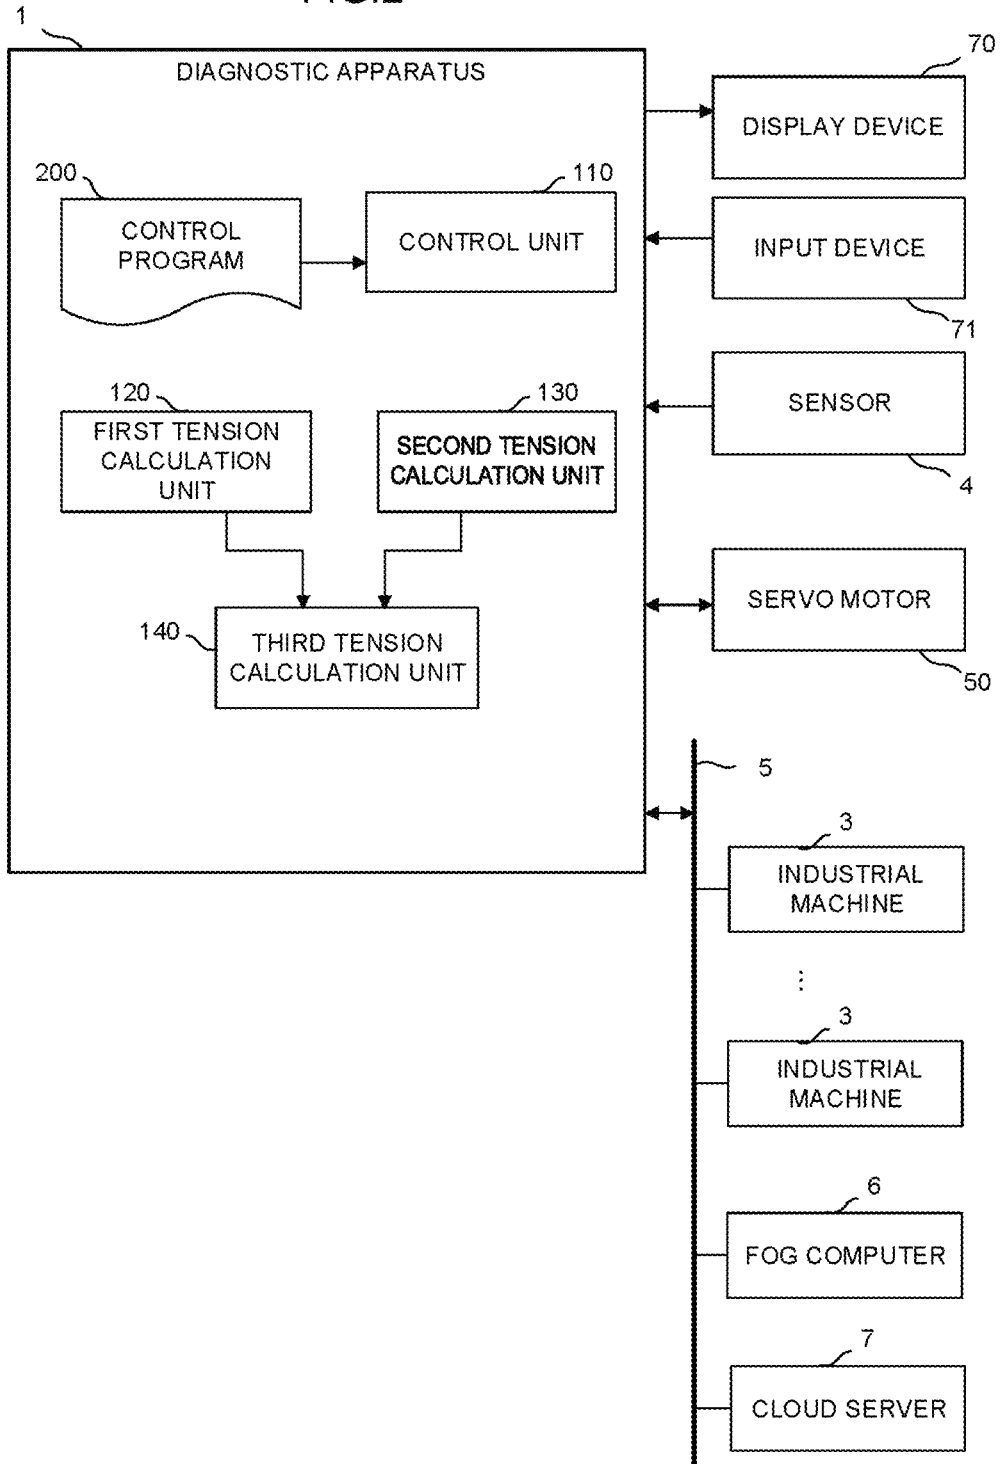 1
DIAGNOSTIC APPARATUS
200
CONTROL
PROGRAM
110
CONTROL UNIT
120
FIRST TENSION
CALCULATION
UNIT
130
SECOND TENSION
CALCULATION UNIT
140
THIRD TENSION
CALCULATION UNIT
70
DISPLAY DEVICE
INPUT DEVICE
71
SENSOR
4
SERVO MOTOR
50
5
3
INDUSTRIAL
MACHINE
⋮
3
INDUSTRIAL
MACHINE
6
FOG COMPUTER
7
CLOUD SERVER